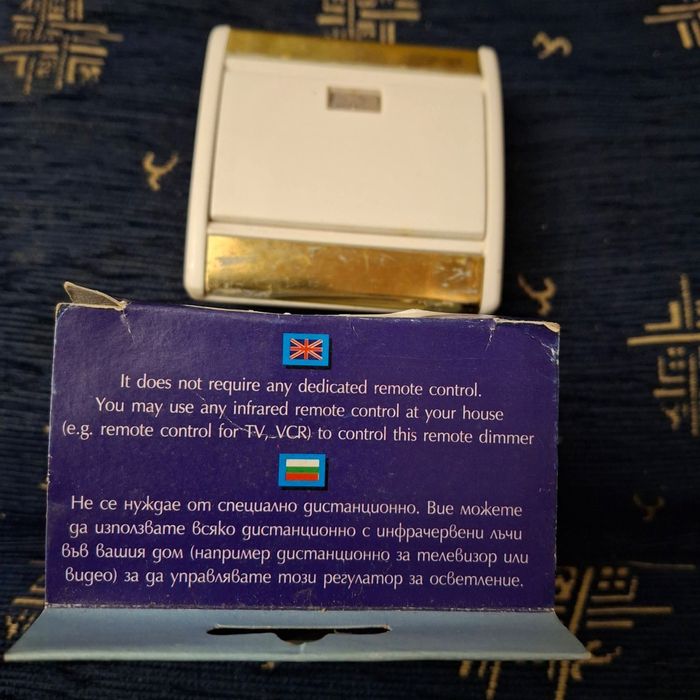 It does not require any dedicated remote control.
You may use any infrared remote control at your house
(e.g. remote control for TV, VCR) to control this remote dimmer
Не се нуждае от специално дистанционно. Вие можете
да използвате всяко дистанционно с инфрачервени лъчи
във вашия дом (например дистанционно за телевизор или
видео) за да управлявате този регулатор за осветление.